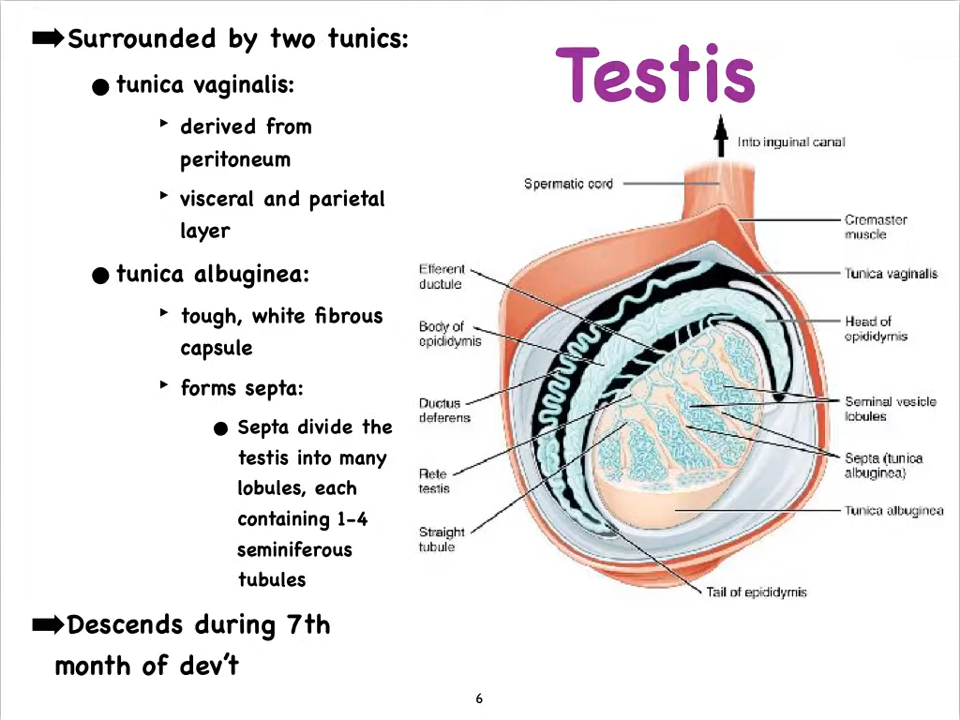 ➡Surrounded by two tunics:
● tunica vaginalis:
‣ derived from
peritoneum
‣ visceral and parietal
layer
● tunica albuginea:
‣ tough, white fibrous
capsule
‣ forms septa:
● Septa divide the
testis into many
lobules, each
containing 1-4
seminiferous
tubules
➡Descends during 7th
month of dev't
Testis
Into inguinal canal
Spermatic cord
Cremaster
muscle
Efferent
ductule
Tunica vaginalis
Body of
epididymis
Head of
epididymis
Ductus
deferens
Seminal vesicle
lobules
Rete
testis
Septa (tunica
albuginea)
Straight
tubule
Tunica albuginea
Tail of epididymis
6